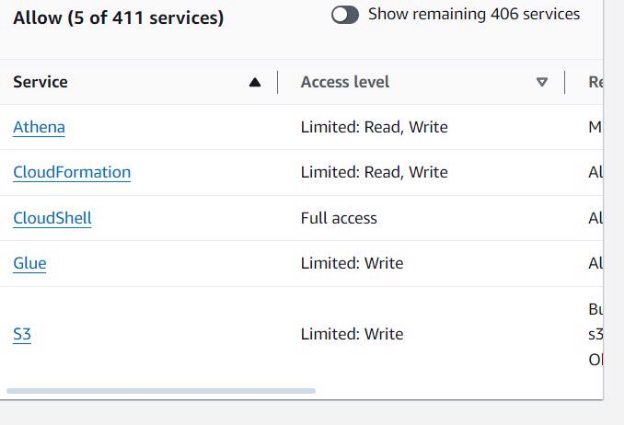 Allow (5 of 411 services) Show remaining 406 services
Service Access level Re
Athena Limited: Read, Write M
CloudFormation Limited: Read, Write Al
CloudShell Full access Al
Glue Limited: Write Al
Bu
S3 Limited: Write s3
Ol